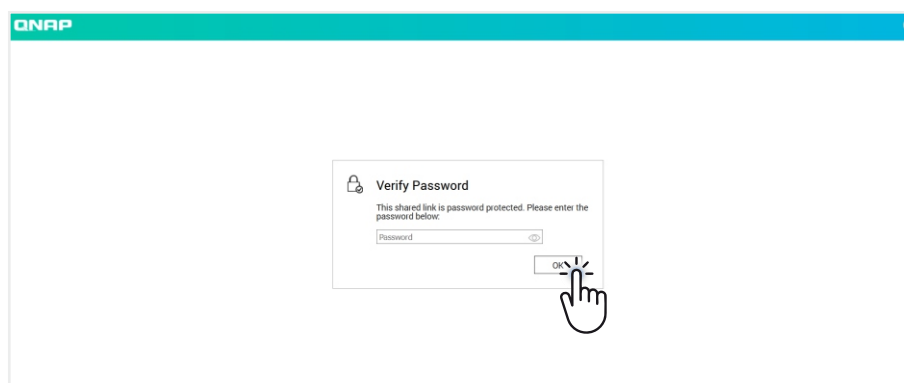 QNAP
Verify Password
This shared link is password protected. Please enter the
password below:
Password
OK